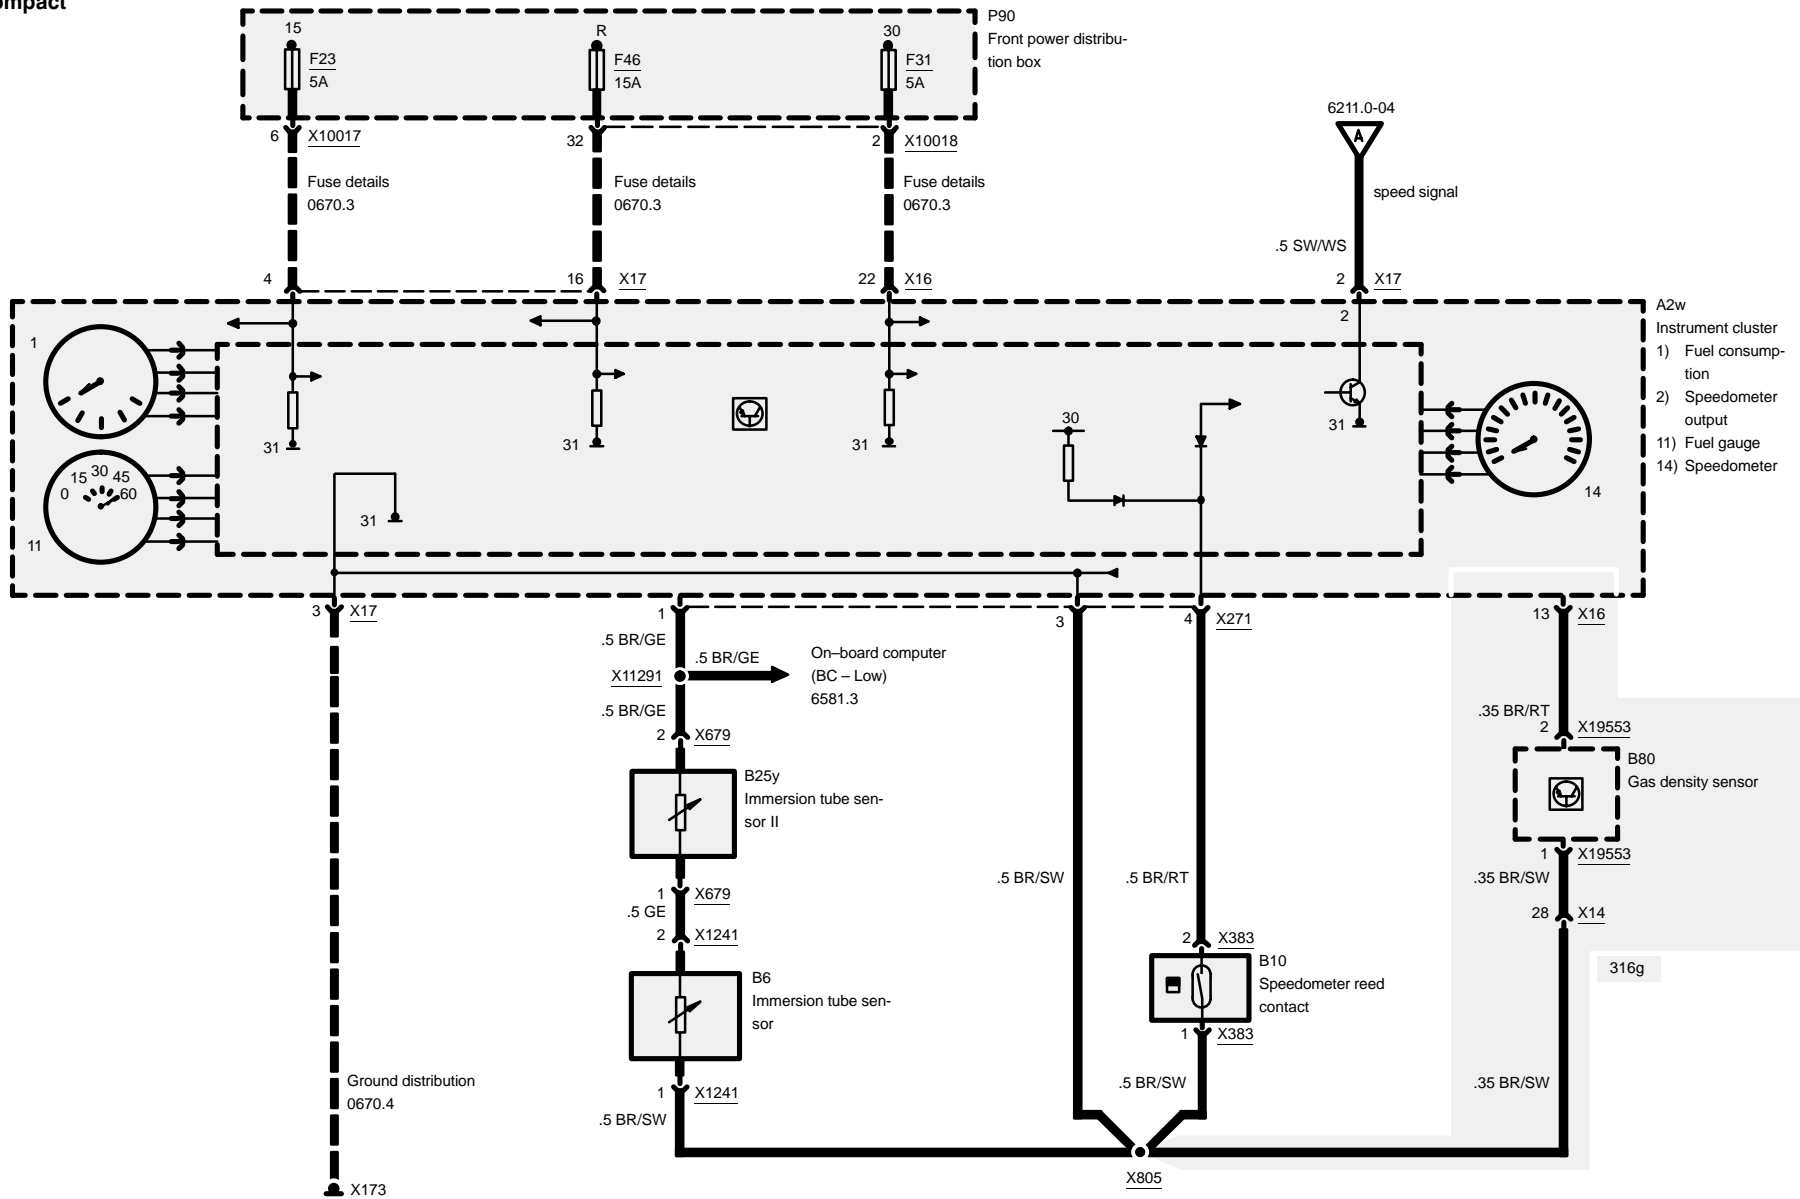 ompact
P90
Front power distribu-
tion box
15
F23
5A
R
F46
15A
30
F31
5A
6211.0-04
A
6
X10017
32
2
X10018
Fuse details
0670.3
Fuse details
0670.3
Fuse details
0670.3
speed signal
.5 SW/WS
4
16
X17
22
X16
2
X17
A2w
Instrument cluster
1) Fuel consump-
tion
2) Speedometer
output
11) Fuel gauge
14) Speedometer
1
2
31
31
31
31
30
0
15
30
45
60
11
31
14
3
X17
1
3
4
X271
13
X16
.5 BR/GE
X11291
.5 BR/GE
On–board computer
(BC – Low)
6581.3
.5 BR/GE
2
X679
B25y
Immersion tube sen-
sor II
1
X679
.5 GE
2
X1241
B6
Immersion tube sen-
sor
1
X1241
.5 BR/SW
.5 BR/SW
.5 BR/RT
2
X383
B10
Speedometer reed
contact
1
X383
.5 BR/SW
.35 BR/RT
2
X19553
B80
Gas density sensor
1
X19553
.35 BR/SW
28
X14
316g
.35 BR/SW
Ground distribution
0670.4
X173
X805